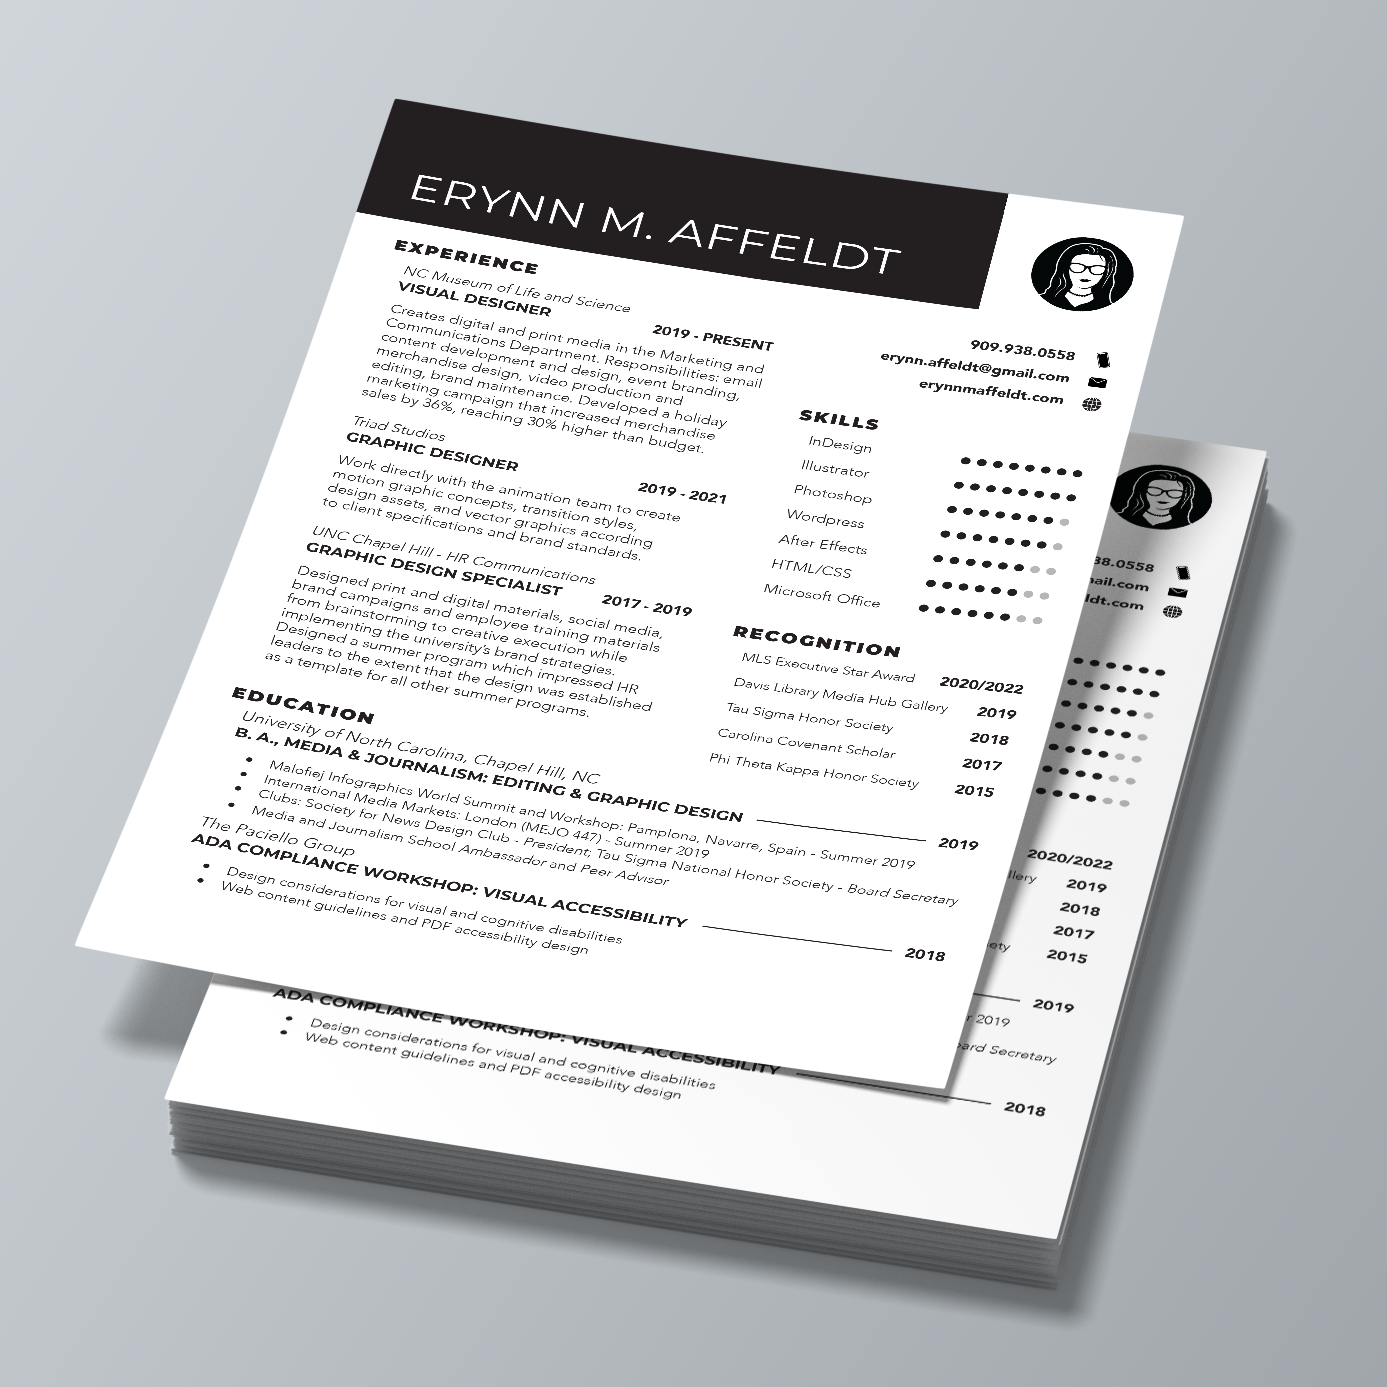 ERYNN M. AFFELDT
EXPERIENCE
NC Museum of Life and Science
VISUAL DESIGNER
2019 - PRESENT
Creates digital and print media in the Marketing and
Communications Department. Responsibilities: email
content development and design, event branding,
merchandise design, video production and
editing, brand maintenance. Developed a holiday
marketing campaign that increased merchandise
sales by 36%, reaching 30% higher than budget.
Triad Studios
GRAPHIC DESIGNER
2019 - 2021
Work directly with the animation team to create
motion graphic concepts, transition styles,
design assets, and vector graphics according
to client specifications and brand standards.
UNC Chapel Hill - HR Communications
GRAPHIC DESIGN SPECIALIST
2017 - 2019
Designed print and digital materials, social media,
brand campaigns and employee training materials
from brainstorming to creative execution while
implementing the university's brand strategies.
Designed a summer program which impressed HR
leaders to the extent that the design was established
as a template for all other summer programs.
909.938.0558
erynn.affeldt@gmail.com
erynnmaffeldt.com
SKILLS
InDesign
Illustrator
Photoshop
Wordpress
After Effects
HTML/CSS
Microsoft Office
RECOGNITION
MLS Executive Star Award 2020/2022
Davis Library Media Hub Gallery 2019
Tau Sigma Honor Society 2018
Carolina Covenant Scholar 2017
Phi Theta Kappa Honor Society 2015
EDUCATION
University of North Carolina, Chapel Hill, NC
B. A., MEDIA & JOURNALISM: EDITING & GRAPHIC DESIGN 2019
• Malofiej Infographics World Summit and Workshop: Pamplona, Navarre, Spain - Summer 2019
• International Media Markets: London (MEJO 447) - Summer 2019
• Clubs: Society for News Design Club - President; Tau Sigma National Honor Society - Board Secretary
• Media and Journalism School Ambassador and Peer Advisor
The Paciello Group
ADA COMPLIANCE WORKSHOP: VISUAL ACCESSIBILITY 2018
• Design considerations for visual and cognitive disabilities
• Web content guidelines and PDF accessibility design
38.0558
ail.com
ldt.com
2020/2022
llery 2019
2018
2017
ety 2015
2019
r 2019
oard Secretary
ADA COMPLIANCE WORKSHOP: VISUAL ACCESSIBILITY 2018
• Design considerations for visual and cognitive disabilities
• Web content guidelines and PDF accessibility design